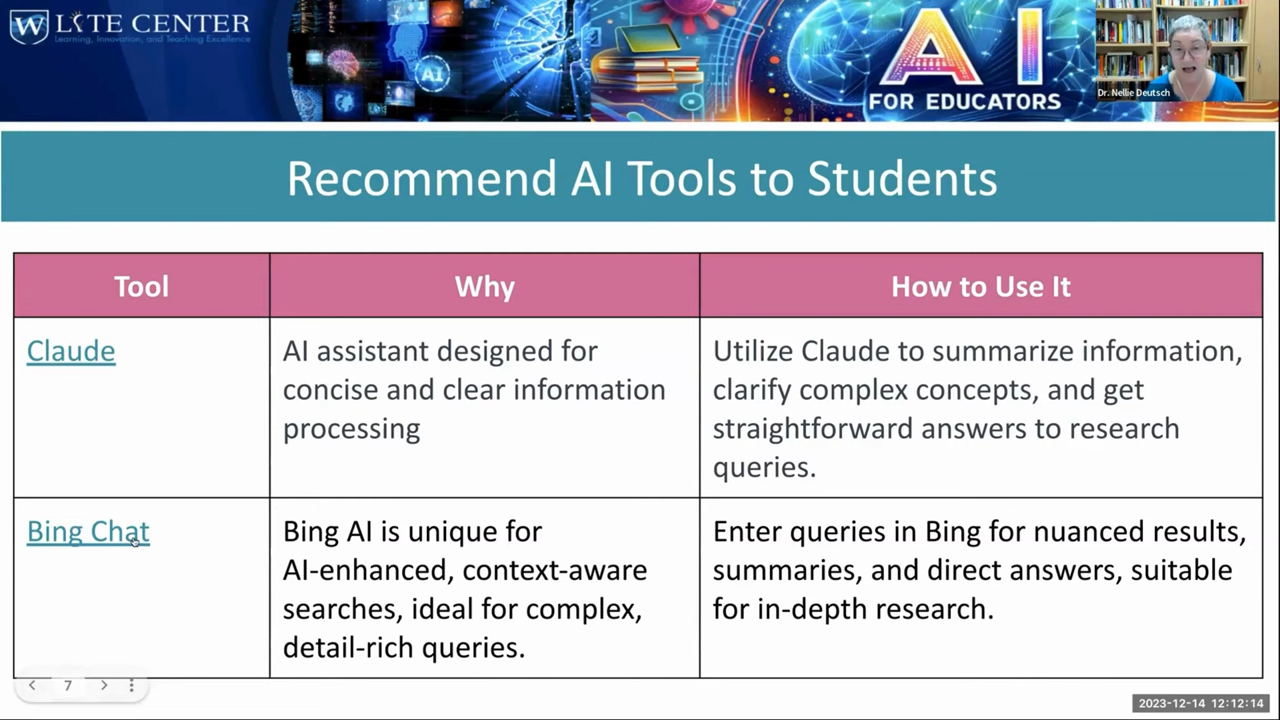 W LITE CENTER
Learning, Innovation, and Teaching Excellence
AI
AI
FOR EDUCATORS
Dr. Nellie Deutsch
Recommend AI Tools to Students
Tool
Why
How to Use It
Claude
AI assistant designed for
concise and clear information
processing
Utilize Claude to summarize information,
clarify complex concepts, and get
straightforward answers to research
queries.
Bing Chat
Bing AI is unique for
AI-enhanced, context-aware
searches, ideal for complex,
detail-rich queries.
Enter queries in Bing for nuanced results,
summaries, and direct answers, suitable
for in-depth research.
7
2023-12-14 12:12:14